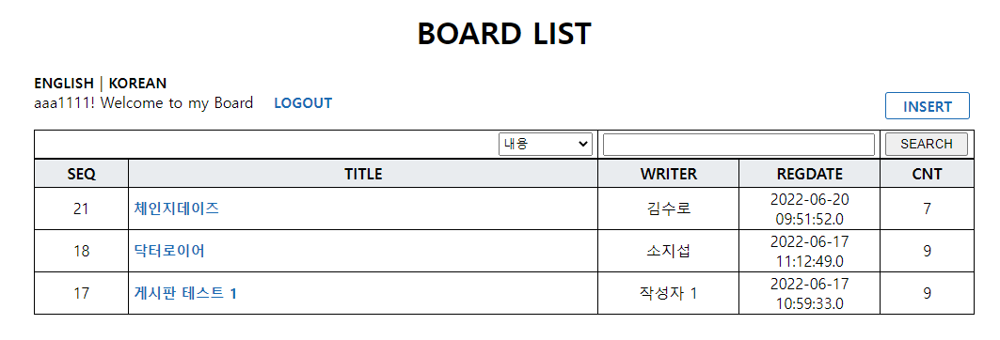 BOARD LIST
ENGLISH | KOREAN
aaa1111! Welcome to my Board LOGOUT
INSERT
내용 SEARCH
SEQ TITLE WRITER REGDATE CNT
21 체인지데이즈 김수로 2022-06-20 09:51:52.0 7
18 닥터로이어 소지섭 2022-06-17 11:12:49.0 9
17 게시판 테스트 1 작성자 1 2022-06-17 10:59:33.0 9